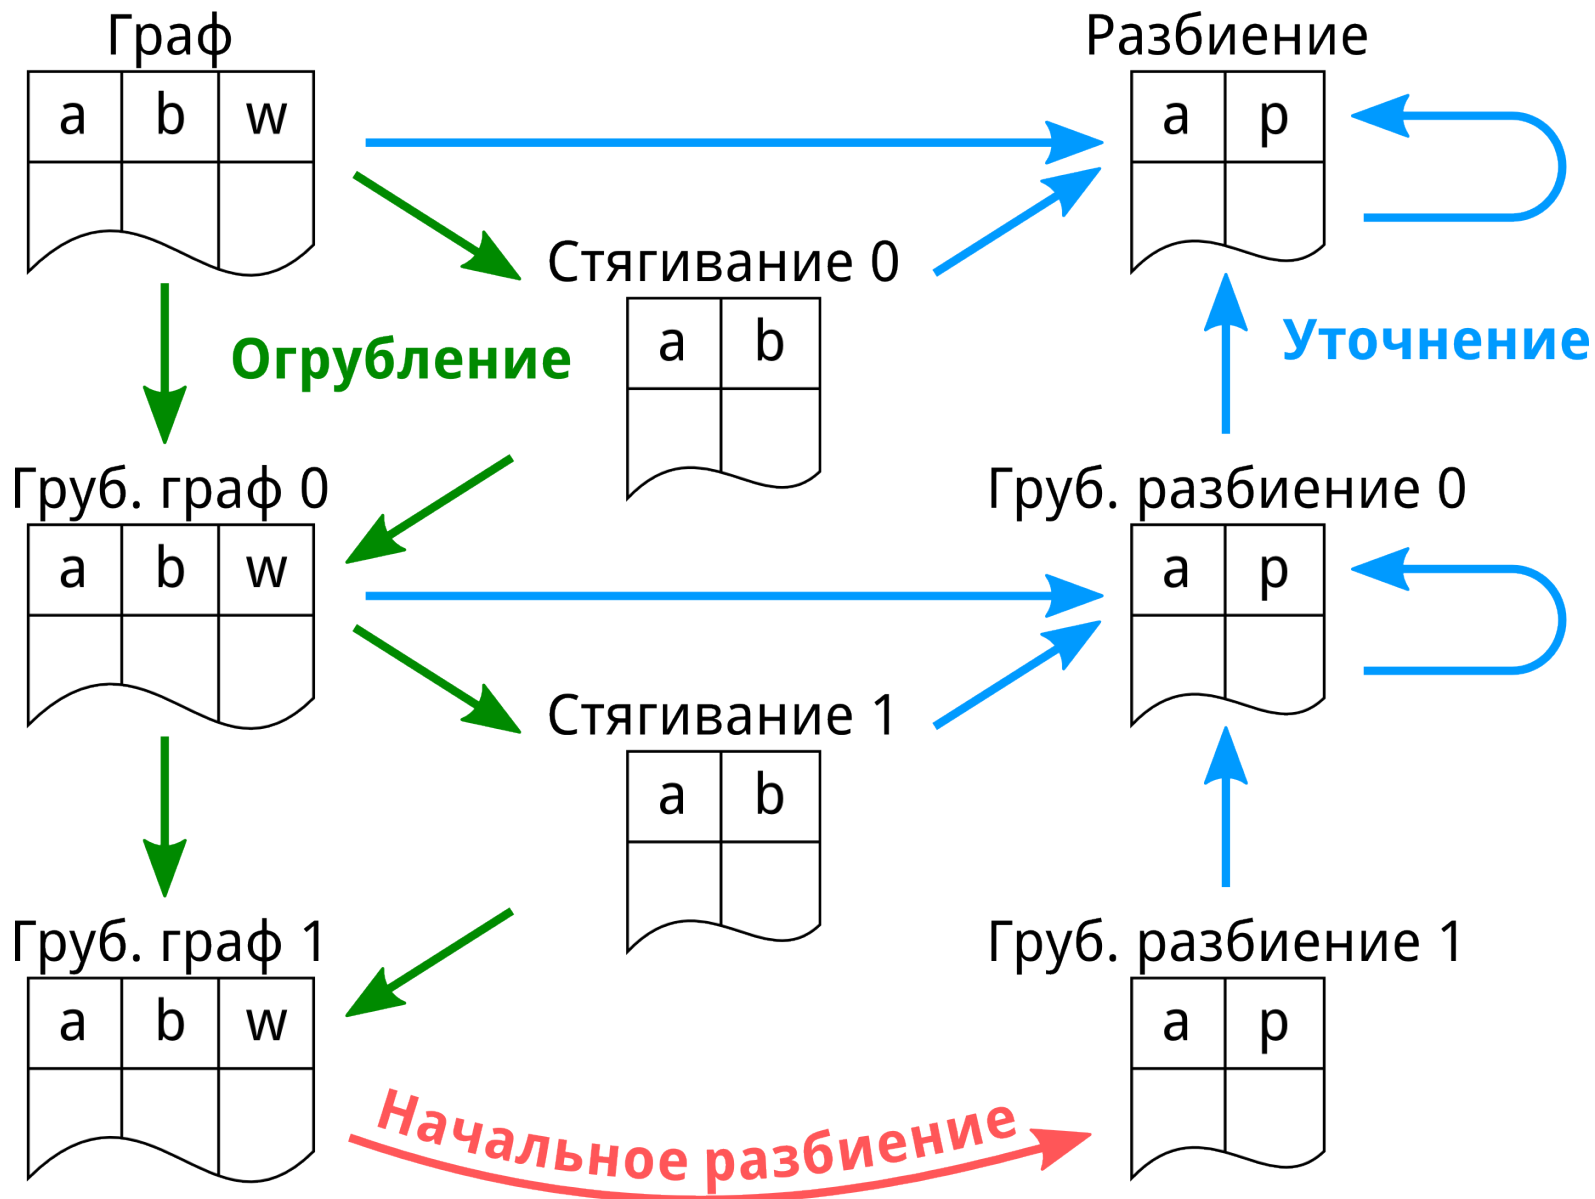 Граф
a b w
Разбиение
a p
Стягивание 0
a b
Огрубление
Уточнение
Груб. граф 0
a b w
Груб. разбиение 0
a p
Стягивание 1
a b
Груб. граф 1
a b w
Груб. разбиение 1
a p
Начальное разбиение